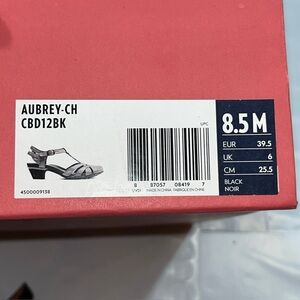 AUBREY-CH
CBD12BK
UPC
8.5 M
EUR 39.5
UK 6
CM 25.5
BLACK
NOIR
8 87057 08419 7
MADE IN CHINA / FABRIQUÉ EN CHINE
4500009138